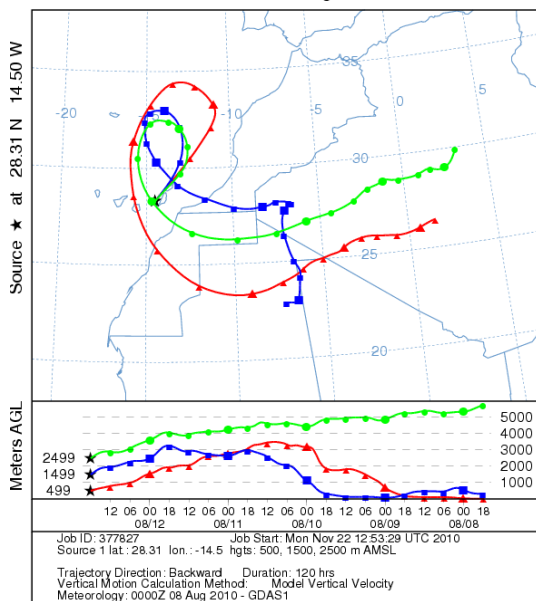 Source ★ at 28.31 N 14.50 W
-20
-15
-10
-5
0
5
35
30
25
20
Meters AGL
5000
4000
3000
2000
1000
2499
1499
499
12 06 00 18 12 06 00 18 12 06 00 18 12 06 00 18 12 06 00 18
08/12 08/11 08/10 08/09 08/08
Job ID: 377827 Job Start: Mon Nov 22 12:53:29 UTC 2010
Source 1 lat.: 28.31 lon.: -14.5 hgts: 500, 1500, 2500 m AMSL
Trajectory Direction: Backward Duration: 120 hrs
Vertical Motion Calculation Method: Model Vertical Velocity
Meteorology: 0000Z 08 Aug 2010 - GDAS1